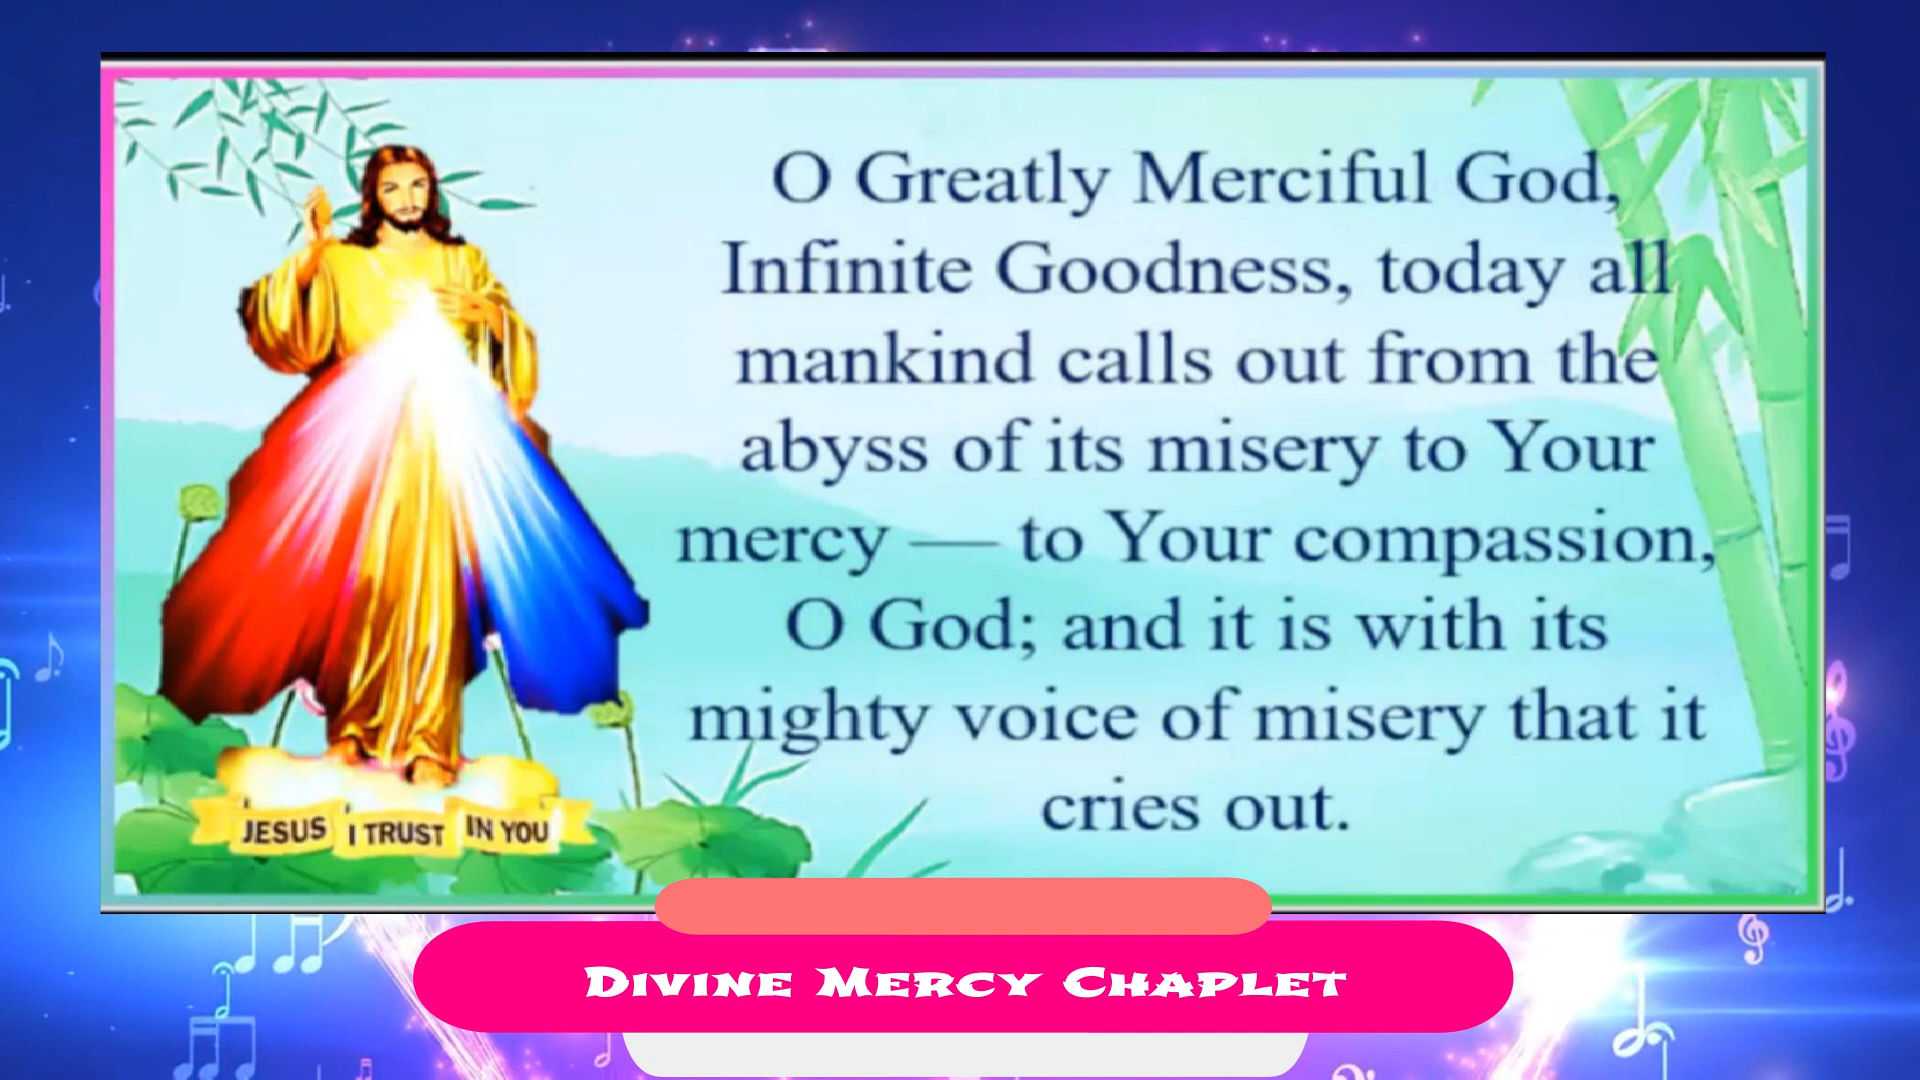 O Greatly Merciful God,
Infinite Goodness, today all
mankind calls out from the
abyss of its misery to Your
mercy — to Your compassion,
O God; and it is with its
mighty voice of misery that it
cries out.
JESUS I TRUST IN YOU
Divine Mercy Chaplet